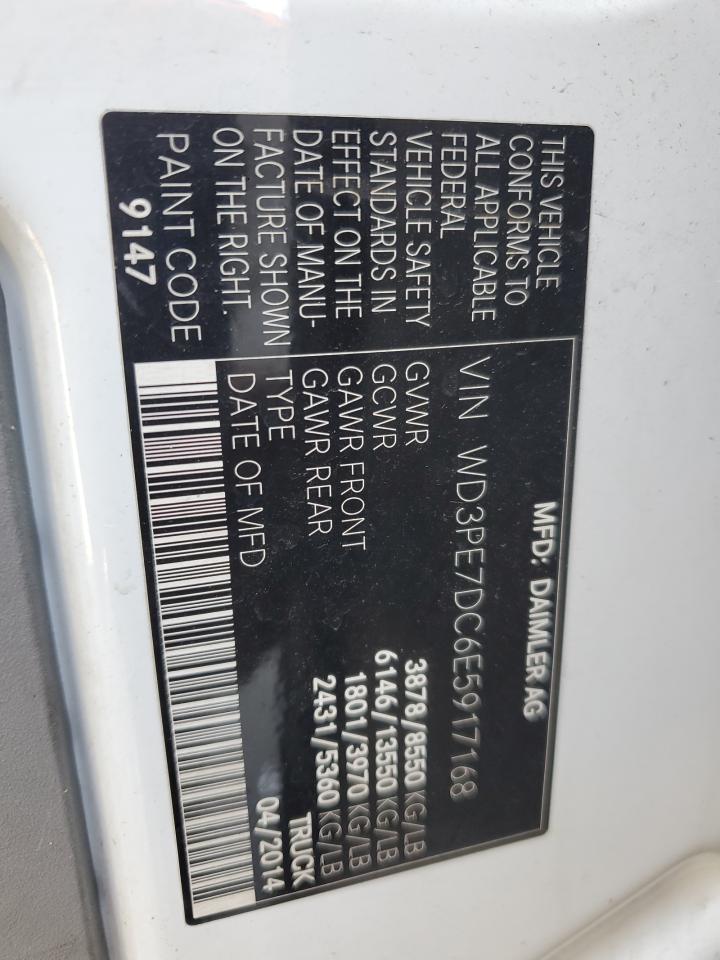 MFD: DAIMLER AG
THIS VEHICLE
CONFORMS TO
ALL APPLICABLE
FEDERAL
VEHICLE SAFETY
STANDARDS IN
EFFECT ON THE
DATE OF MANU-
FACTURE SHOWN
ON THE RIGHT.
PAINT CODE
9147
VIN WD3PE7DC6E5917168
GVWR 3878/8550 KG/LB
GCWR 6146/13550 KG/LB
GAWR FRONT 1801/3970 KG/LB
GAWR REAR 2431/5360 KG/LB
TYPE TRUCK
DATE OF MFD 04/2014